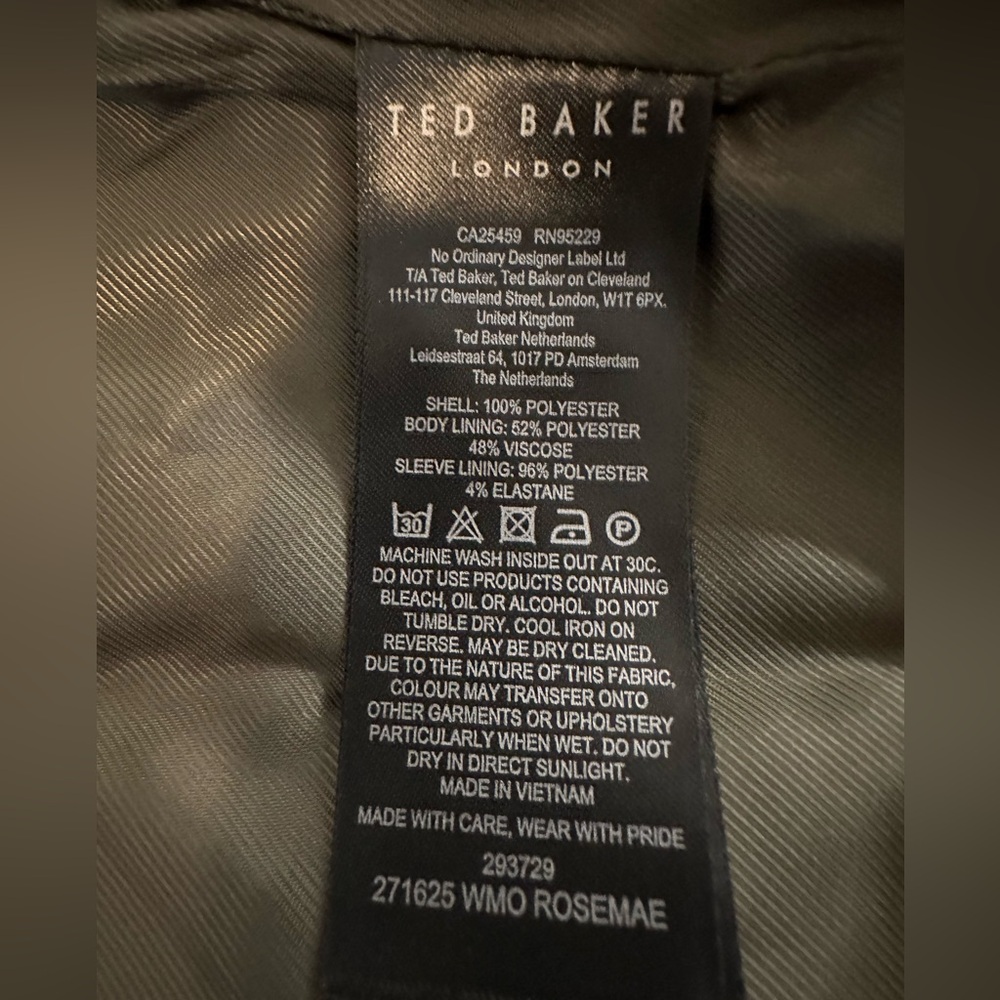 TED BAKER
LONDON
CA25459 RN95229
No Ordinary Designer Label Ltd
T/A Ted Baker, Ted Baker on Cleveland
111-117 Cleveland Street, London, W1T 6PX.
United Kingdom
Ted Baker Netherlands
Leidsestraat 64, 1017 PD Amsterdam
The Netherlands
SHELL: 100% POLYESTER
BODY LINING: 52% POLYESTER
48% VISCOSE
SLEEVE LINING: 96% POLYESTER
4% ELASTANE
30 P
MACHINE WASH INSIDE OUT AT 30C.
DO NOT USE PRODUCTS CONTAINING
BLEACH, OIL OR ALCOHOL. DO NOT
TUMBLE DRY. COOL IRON ON
REVERSE. MAY BE DRY CLEANED.
DUE TO THE NATURE OF THIS FABRIC,
COLOUR MAY TRANSFER ONTO
OTHER GARMENTS OR UPHOLSTERY
PARTICULARLY WHEN WET. DO NOT
DRY IN DIRECT SUNLIGHT.
MADE IN VIETNAM
MADE WITH CARE, WEAR WITH PRIDE
293729
271625 WMO ROSEMAE